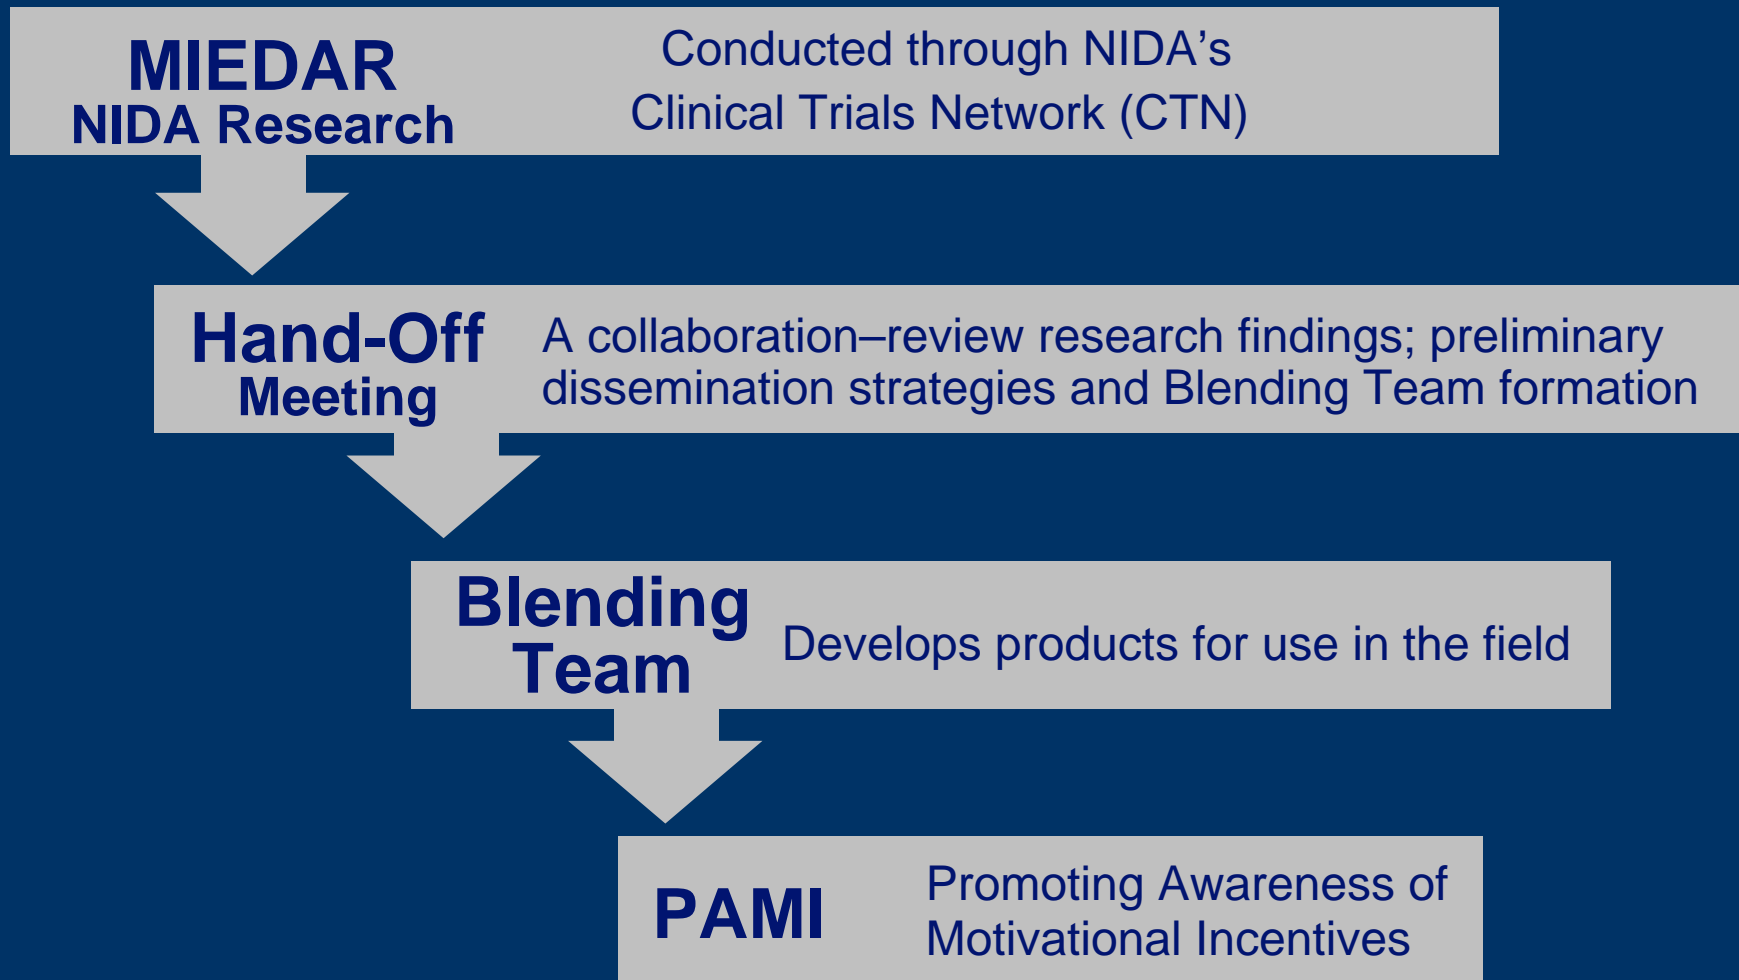 MIEDAR
NIDA Research
Conducted through NIDA’s
Clinical Trials Network (CTN)
Hand-Off
Meeting
A collaboration–review research findings; preliminary
dissemination strategies and Blending Team formation
Blending
Team
Develops products for use in the field
PAMI
Promoting Awareness of
Motivational Incentives